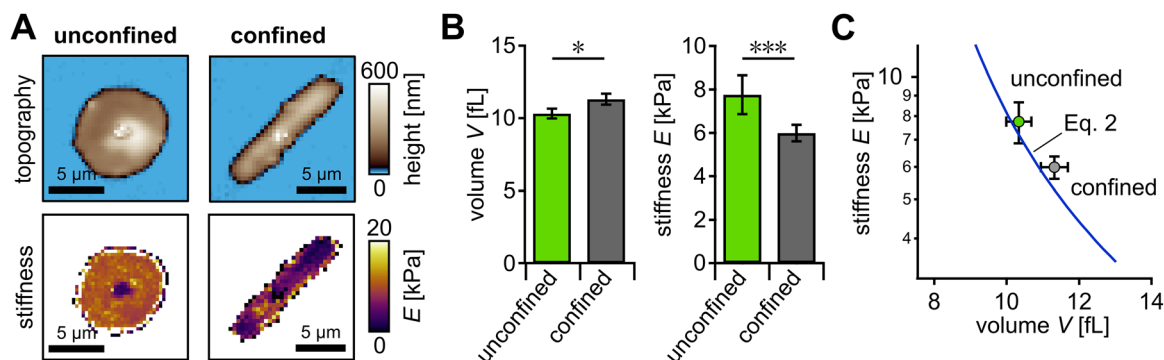 A
unconfined
confined
topography
5 µm
5 µm
600
0
height [nm]
stiffness
5 µm
5 µm
20
0
E [kPa]
B
volume V [fL]
15
10
5
0
*
unconfined
confined
stiffness E [kPa]
10
8
6
4
2
0
***
unconfined
confined
C
stiffness E [kPa]
10
9
8
7
6
5
4
unconfined
Eq. 2
confined
8
10
12
14
volume V [fL]